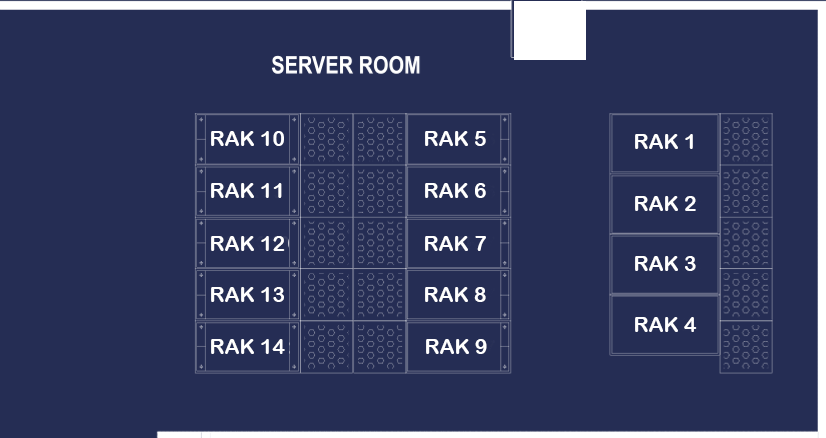 SERVER ROOM
RAK 10
RAK 5
RAK 1
RAK 11
RAK 6
RAK 2
RAK 12
RAK 7
RAK 3
RAK 13
RAK 8
RAK 4
RAK 14
RAK 9